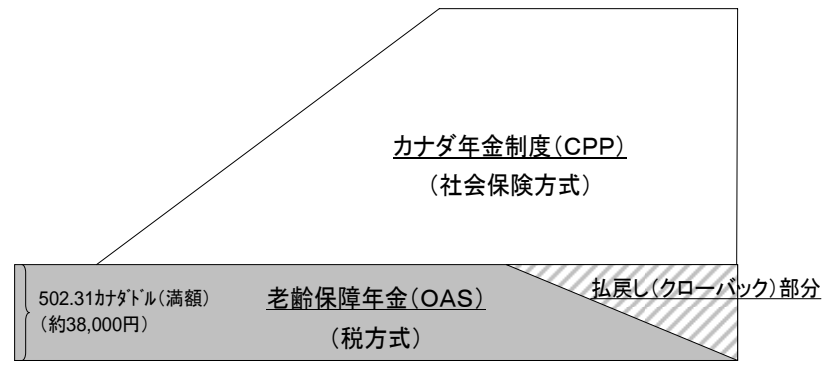 カナダ年金制度（CPP）
（社会保険方式）
502.31ｶﾅﾀﾞﾄﾞﾙ（満額）
（約38,000円）
老齢保障年金（OAS）
（税方式）
払戻し（クローバック）部分